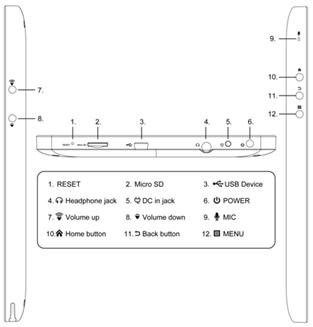 9.
10.
11.
12.
7.
8.
1. 2. 3. 4. 5. 6.
1. RESET 2. Micro SD 3. USB Device
4. Headphone jack 5. DC in jack 6. POWER
7. Volume up 8. Volume down 9. MIC
10. Home button 11. Back button 12. MENU